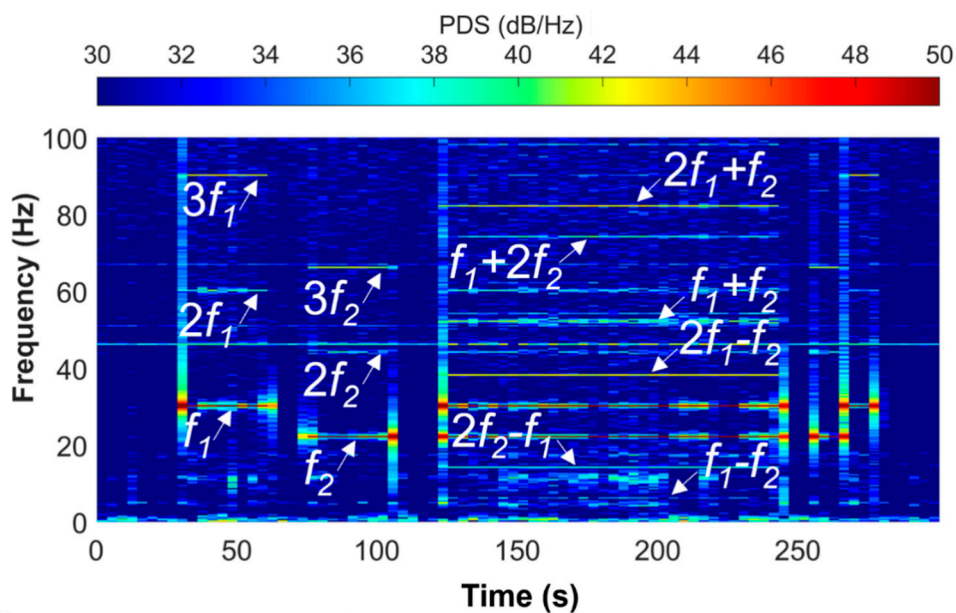 PDS (dB/Hz)
30 32 34 36 38 40 42 44 46 48 50
Frequency (Hz)
100
80
60
40
20
0
3f₁
2f₁
f₁
3f₂
2f₂
f₂
2f₁+f₂
f₁+2f₂
f₁+f₂
2f₁-f₂
2f₂-f₁
f₁-f₂
0 50 100 150 200 250
Time (s)